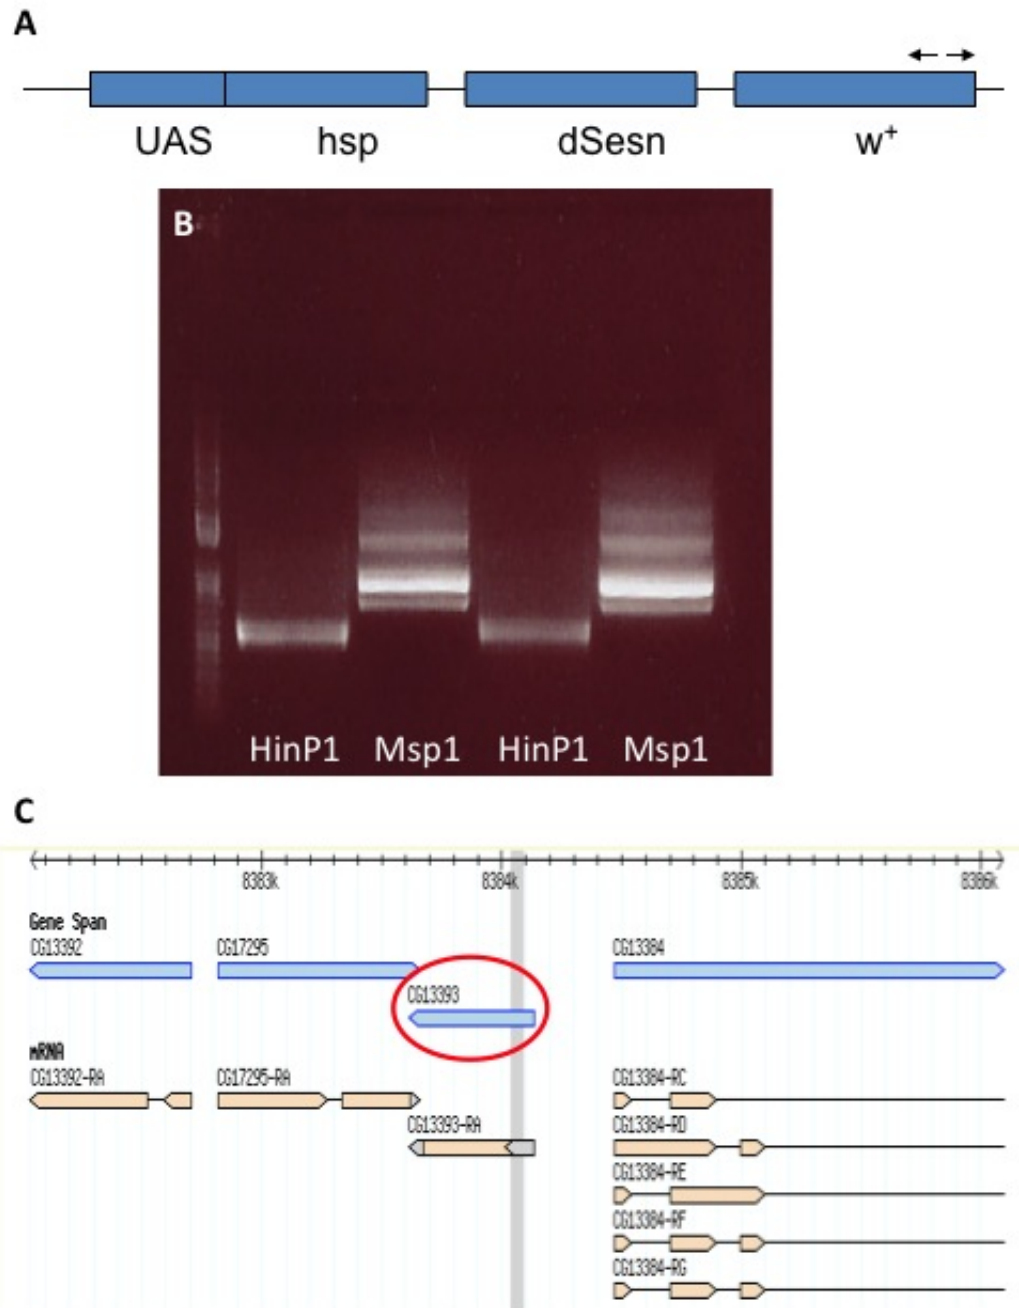 A
UAS hsp dSesn w+
B
HinP1 Msp1 HinP1 Msp1
C
8383k 8384k 8385k 8386k
Gene Span
CG13392 CG17295 CG13384
CG13393
mRNA
CG13392-RA CG17295-RA CG13384-RC
CG13393-RA CG13384-RD
CG13384-RE
CG13384-RF
CG13384-RG